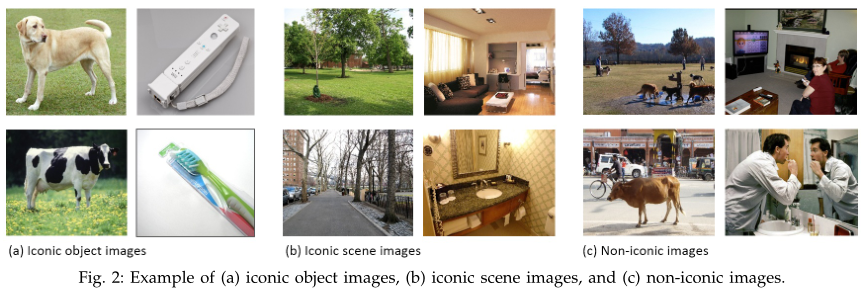 (a) Iconic object images
(b) Iconic scene images
(c) Non-iconic images
Fig. 2: Example of (a) iconic object images, (b) iconic scene images, and (c) non-iconic images.